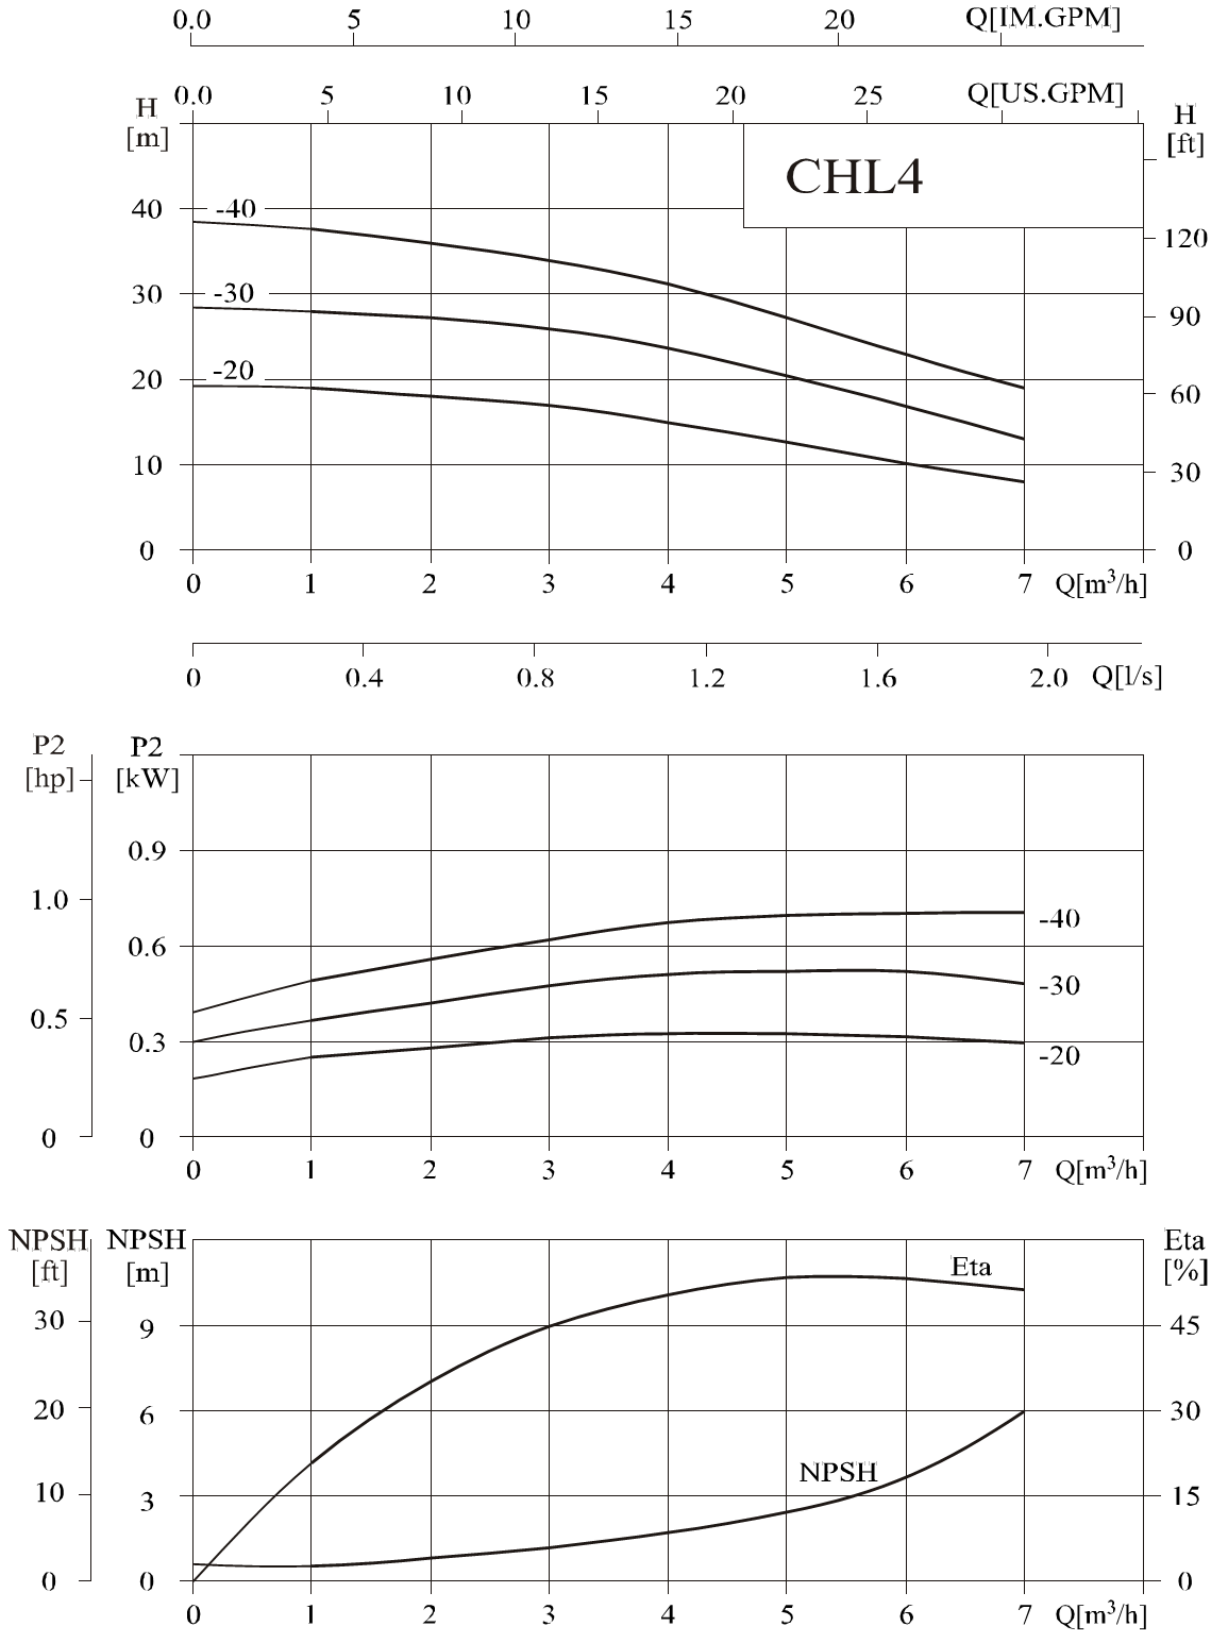 0.0 5 10 15 20 Q[IM.GPM]
0.0 5 10 15 20 25 Q[US.GPM]
H H
[m] [ft]
CHL4
40 -40
120
30 -30
90
20 -20
60
10
30
0 0
0 1 2 3 4 5 6 7 Q[m³/h]
0 0.4 0.8 1.2 1.6 2.0 Q[l/s]
P2 P2
[hp] [kW]
0.9
1.0
-40
0.6
-30
0.5
0.3
-20
0 0
0 1 2 3 4 5 6 7 Q[m³/h]
NPSH NPSH Eta
[ft] [m] Eta [%]
30 9 45
20 6 30
NPSH
10 3 15
0 0 0
0 1 2 3 4 5 6 7 Q[m³/h]